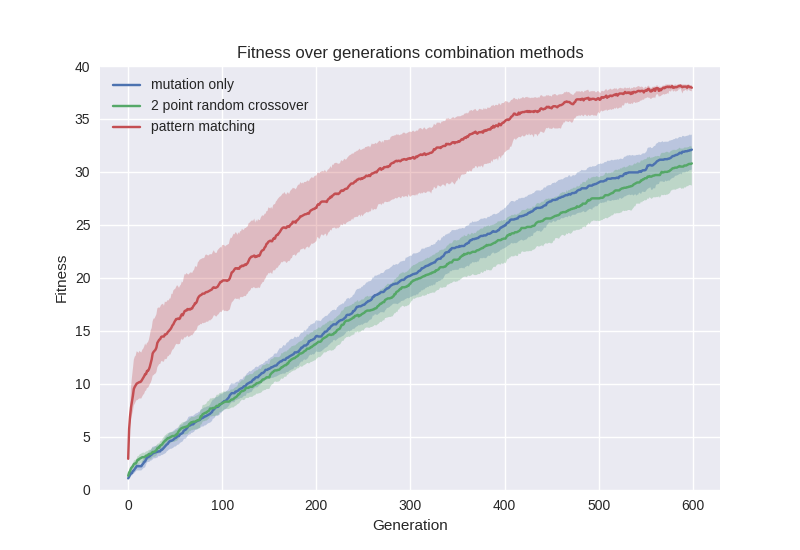 Fitness over generations combination methods
40
35
30
25
20
15
10
5
0
Fitness
mutation only
2 point random crossover
pattern matching
0 100 200 300 400 500 600
Generation